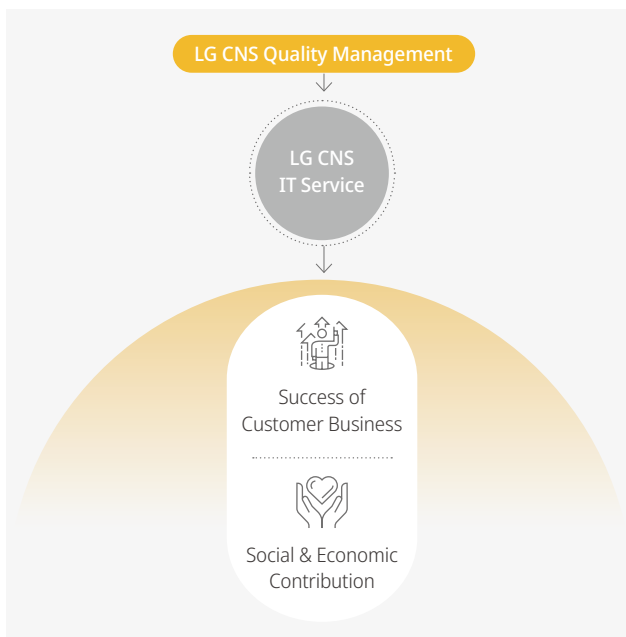 LG CNS Quality Management
LG CNS
IT Service
Success of
Customer Business
Social & Economic
Contribution